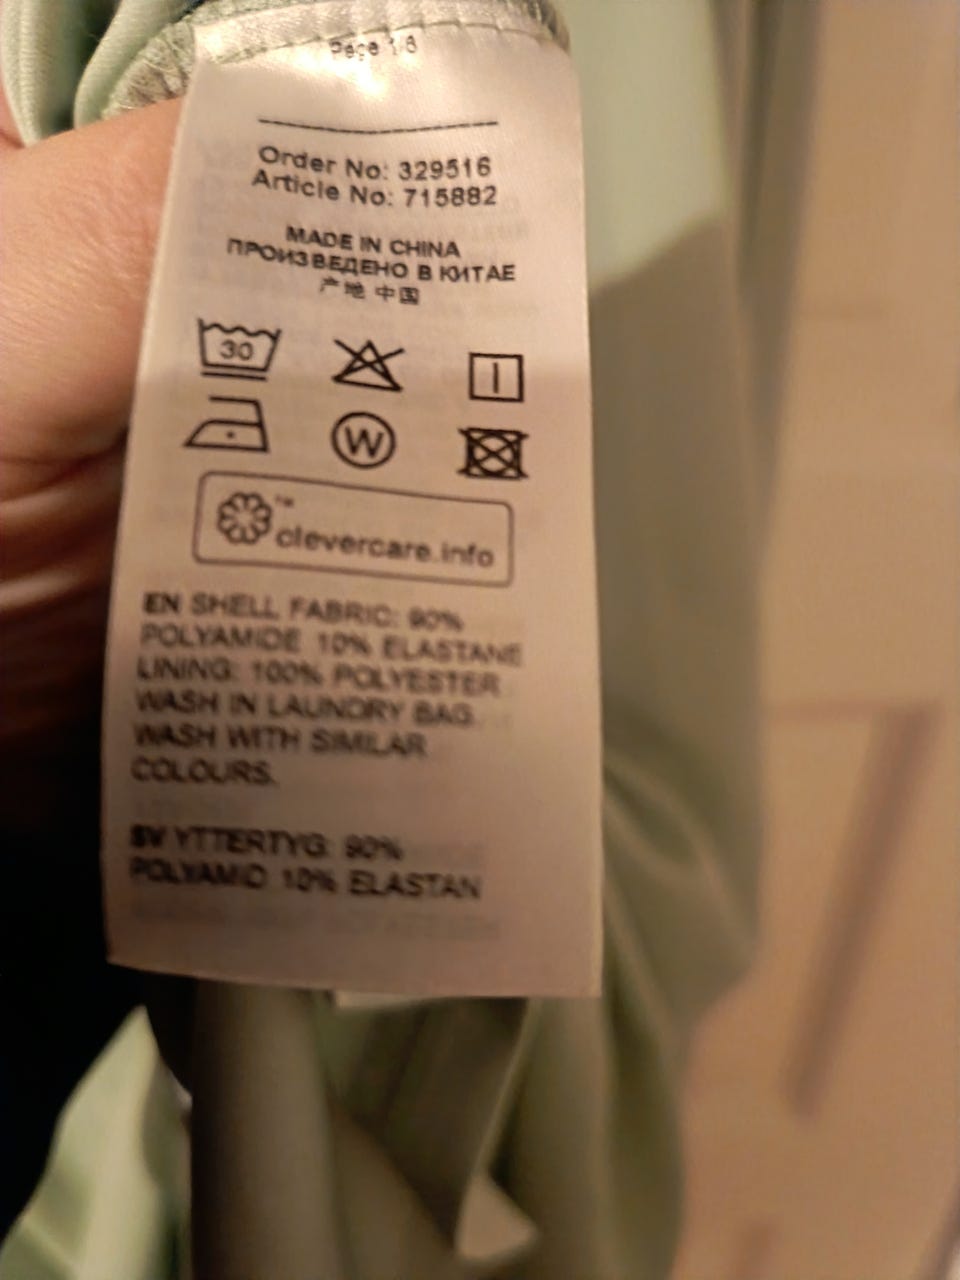 Page 1/8
Order No: 329516
Article No: 715882
MADE IN CHINA
ПРОИЗВЕДЕНО В КИТАЕ
产地 中国
30
W
™
clevercare.info
EN SHELL FABRIC: 90%
POLYAMIDE 10% ELASTANE
LINING: 100% POLYESTER
WASH IN LAUNDRY BAG.
WASH WITH SIMILAR
COLOURS.
SV YTTERTYG: 90%
POLYAMID 10% ELASTAN